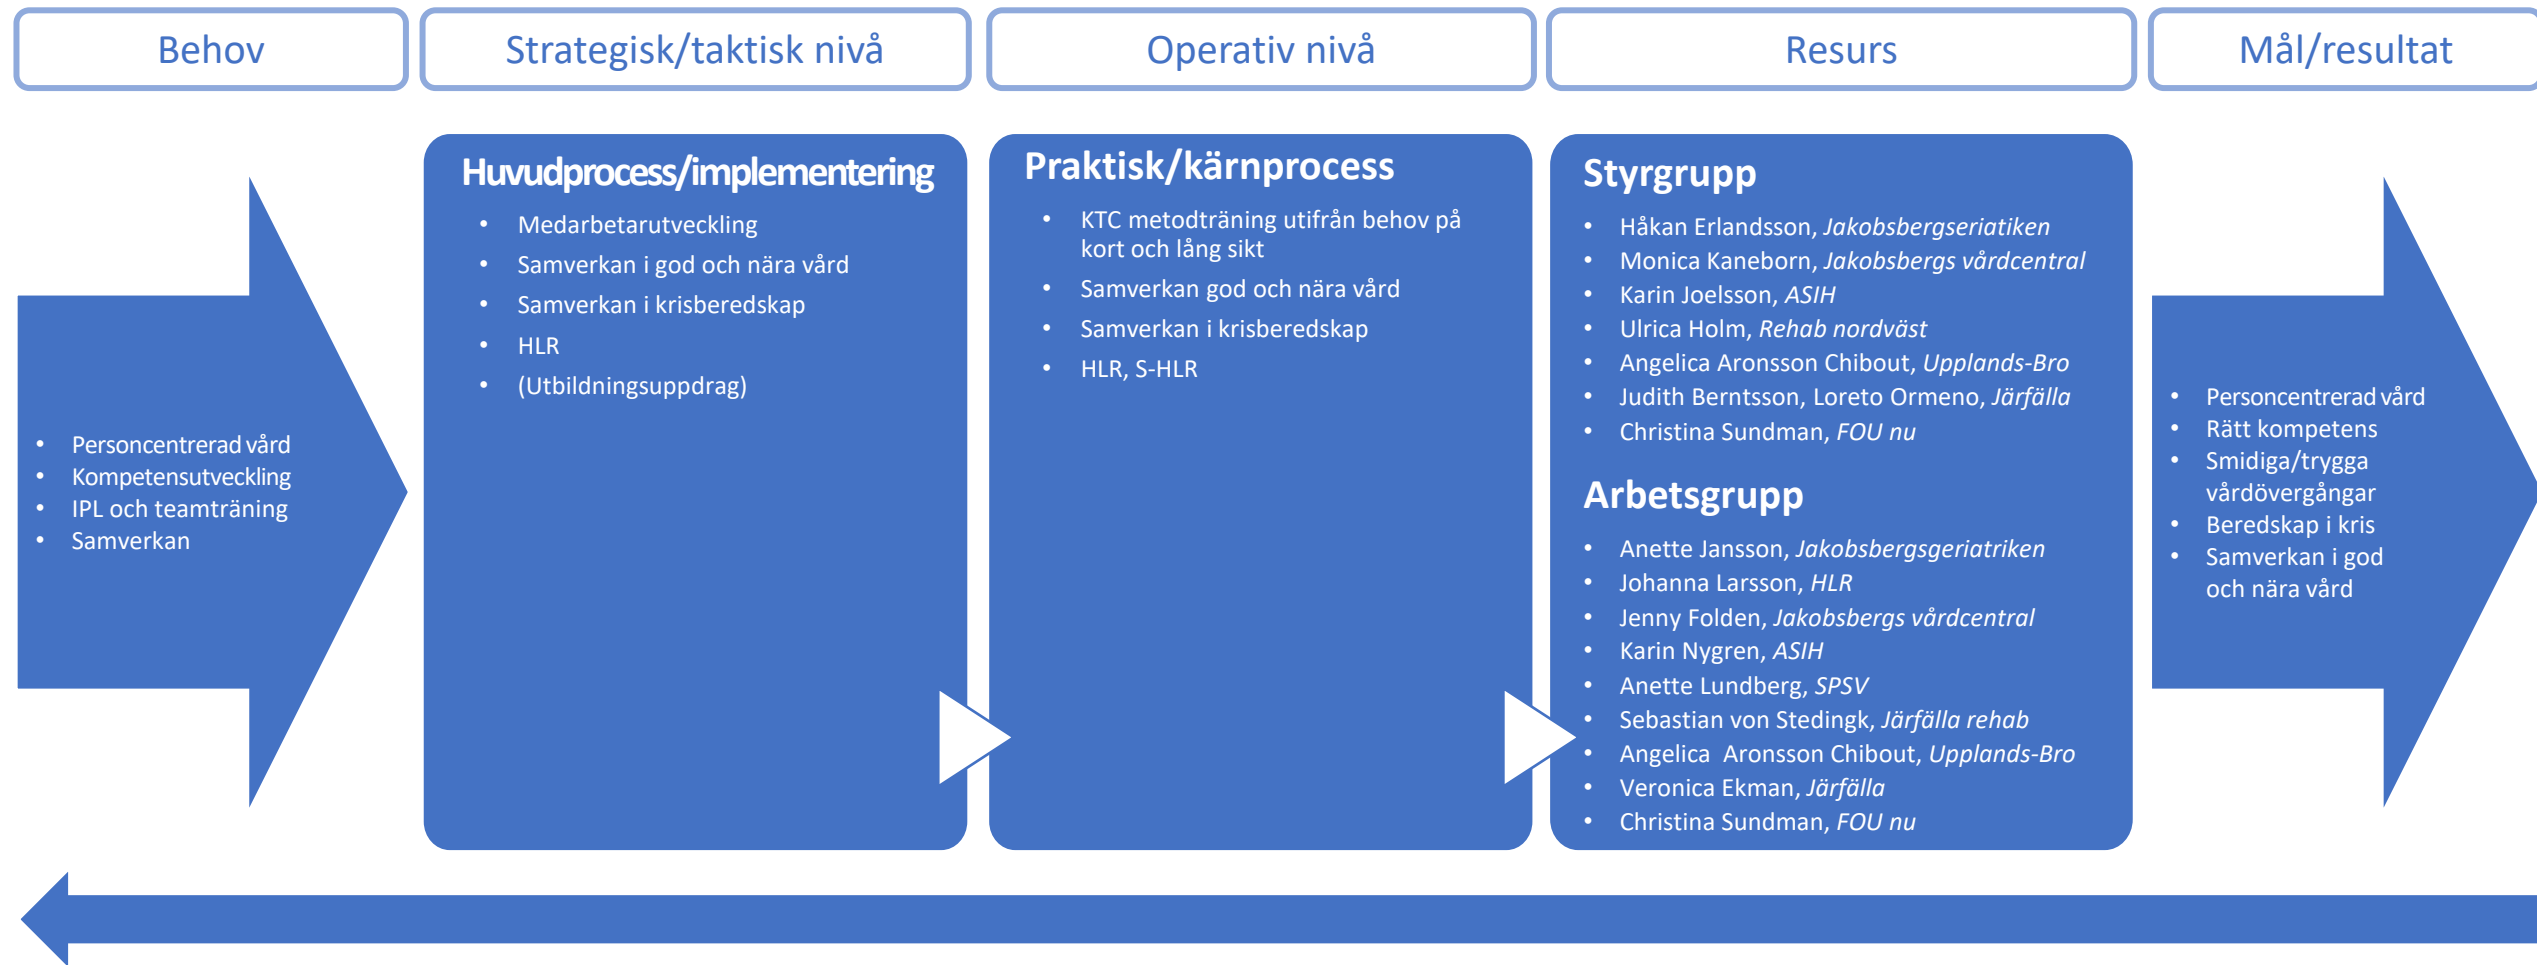 Behov
Strategisk/taktisk nivå
Operativ nivå
Resurs
Mål/resultat
• Personcentrerad vård
• Kompetensutveckling
• IPL och teamträning
• Samverkan
Huvudprocess/implementering
• Medarbetarutveckling
• Samverkan i god och nära vård
• Samverkan i krisberedskap
• HLR
• (Utbildningsuppdrag)
Praktisk/kärnprocess
• KTC metodträning utifrån behov på
kort och lång sikt
• Samverkan god och nära vård
• Samverkan i krisberedskap
• HLR, S-HLR
Styrgrupp
• Håkan Erlandsson, Jakobsbergseriatiken
• Monica Kaneborn, Jakobsbergs vårdcentral
• Karin Joelsson, ASIH
• Ulrica Holm, Rehab nordväst
• Angelica Aronsson Chibout, Upplands-Bro
• Judith Berntsson, Loreto Ormeno, Järfälla
• Christina Sundman, FOU nu
Arbetsgrupp
• Anette Jansson, Jakobsbergsgeriatriken
• Johanna Larsson, HLR
• Jenny Folden, Jakobsbergs vårdcentral
• Karin Nygren, ASIH
• Anette Lundberg, SPSV
• Sebastian von Stedingk, Järfälla rehab
• Angelica Aronsson Chibout, Upplands-Bro
• Veronica Ekman, Järfälla
• Christina Sundman, FOU nu
• Personcentrerad vård
• Rätt kompetens
• Smidiga/trygga
vårdövergångar
• Beredskap i kris
• Samverkan i god
och nära vård